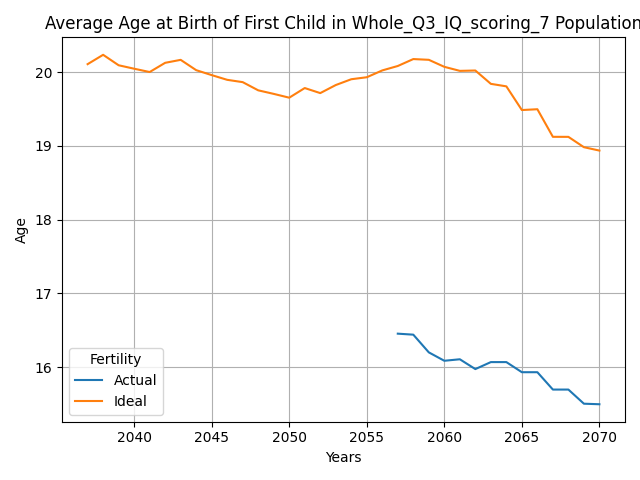 Average Age at Birth of First Child in Whole_Q3_IQ_scoring_7 Population
Age
20
19
18
17
16
Fertility
Actual
Ideal
2040 2045 2050 2055 2060 2065 2070
Years